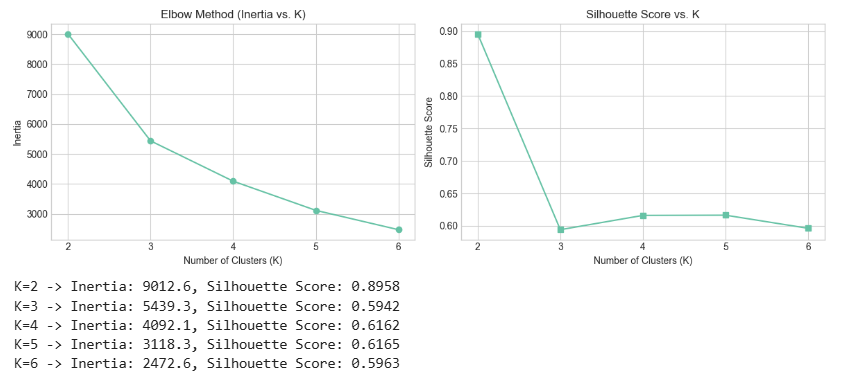 Elbow Method (Inertia vs. K)
9000
8000
7000
6000
5000
4000
3000
Inertia
2 3 4 5 6
Number of Clusters (K)
Silhouette Score vs. K
0.90
0.85
0.80
0.75
0.70
0.65
0.60
Silhouette Score
2 3 4 5 6
Number of Clusters (K)
K=2 -> Inertia: 9012.6, Silhouette Score: 0.8958
K=3 -> Inertia: 5439.3, Silhouette Score: 0.5942
K=4 -> Inertia: 4092.1, Silhouette Score: 0.6162
K=5 -> Inertia: 3118.3, Silhouette Score: 0.6165
K=6 -> Inertia: 2472.6, Silhouette Score: 0.5963